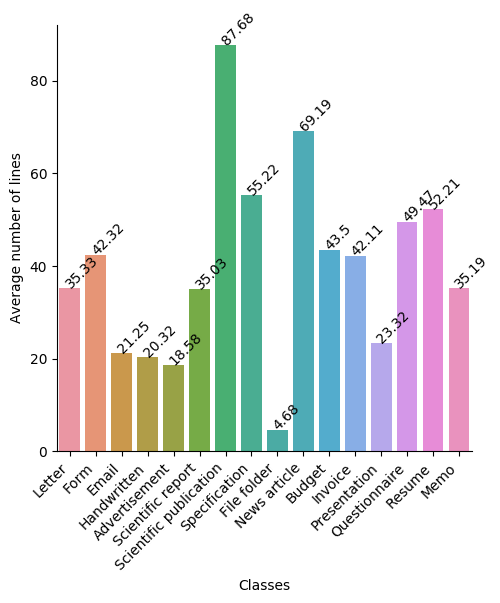 Average number of lines
80
60
40
20
0
35.33
42.32
21.25
20.32
18.58
35.03
87.68
55.22
4.68
69.19
43.5
42.11
23.32
49.47
52.21
35.19
Letter
Form
Email
Handwritten
Advertisement
Scientific report
Scientific publication
Specification
File folder
News article
Budget
Invoice
Presentation
Questionnaire
Resume
Memo
Classes